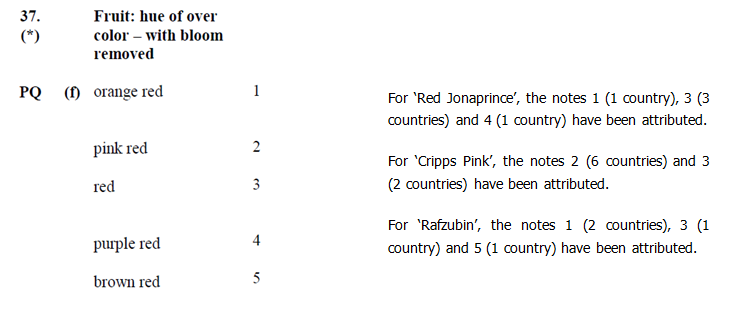 37. Fruit: hue of over
(*) color – with bloom
removed
PQ (f) orange red 1
For ‘Red Jonaprince’, the notes 1 (1 country), 3 (3
countries) and 4 (1 country) have been attributed.
pink red 2
For ‘Cripps Pink’, the notes 2 (6 countries) and 3
red 3
(2 countries) have been attributed.
For ‘Rafzubin’, the notes 1 (2 countries), 3 (1
purple red 4
country) and 5 (1 country) have been attributed.
brown red 5